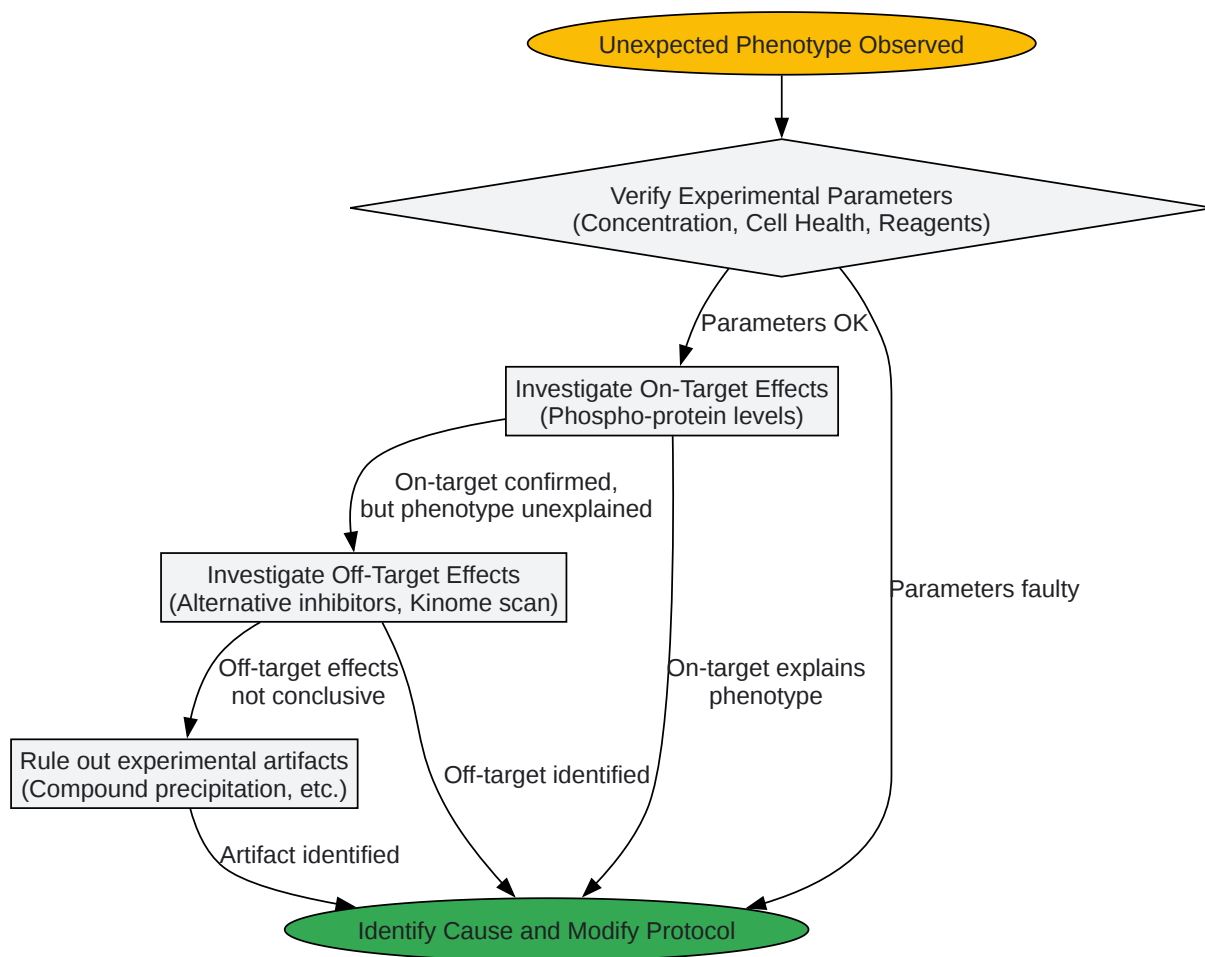 Unexpected Phenotype Observed
Verify Experimental Parameters
(Concentration, Cell Health, Reagents)
Parameters OK
Investigate On-Target Effects
(Phospho-protein levels)
On-target confirmed,
but phenotype unexplained
Investigate Off-Target Effects
(Alternative inhibitors, Kinome scan)
Parameters faulty
Off-target effects
not conclusive
On-target explains
phenotype
Rule out experimental artifacts
(Compound precipitation, etc.)
Off-target identified
Artifact identified
Identify Cause and Modify Protocol